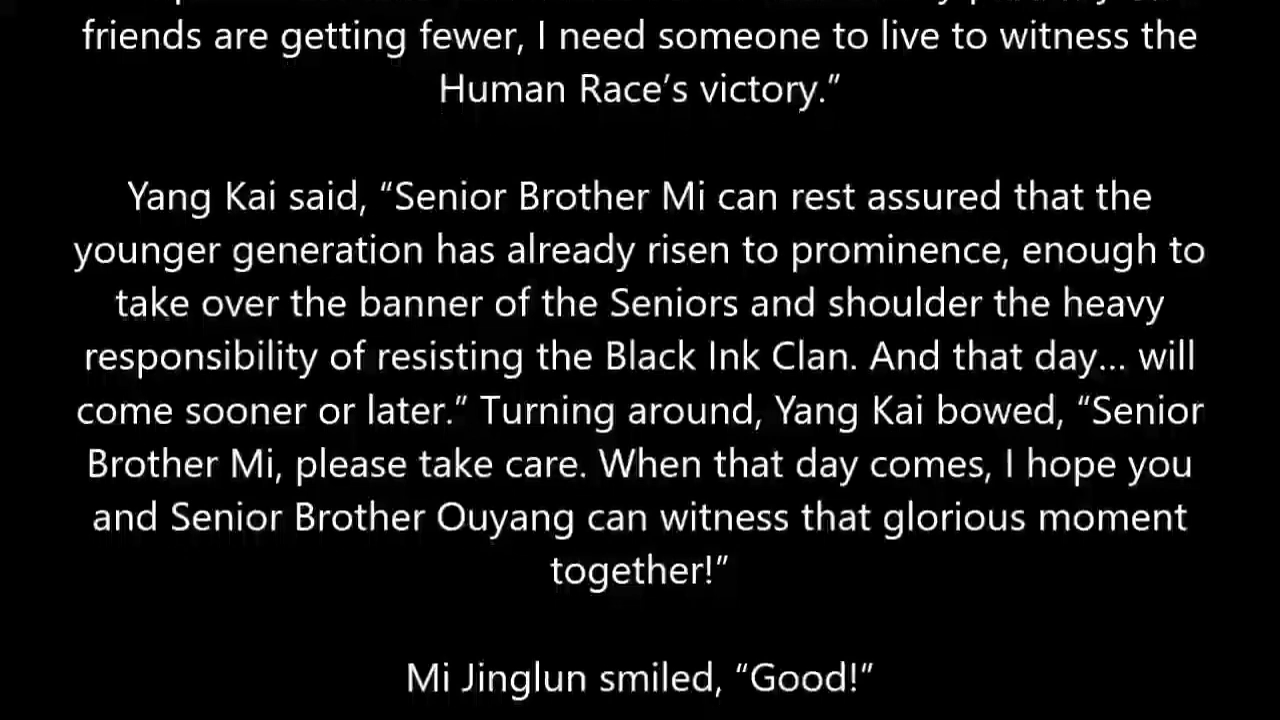 friends are getting fewer, I need someone to live to witness the
Human Race’s victory.”
Yang Kai said, “Senior Brother Mi can rest assured that the
younger generation has already risen to prominence, enough to
take over the banner of the Seniors and shoulder the heavy
responsibility of resisting the Black Ink Clan. And that day... will
come sooner or later.” Turning around, Yang Kai bowed, “Senior
Brother Mi, please take care. When that day comes, I hope you
and Senior Brother Ouyang can witness that glorious moment
together!”
Mi Jinglun smiled, “Good!”